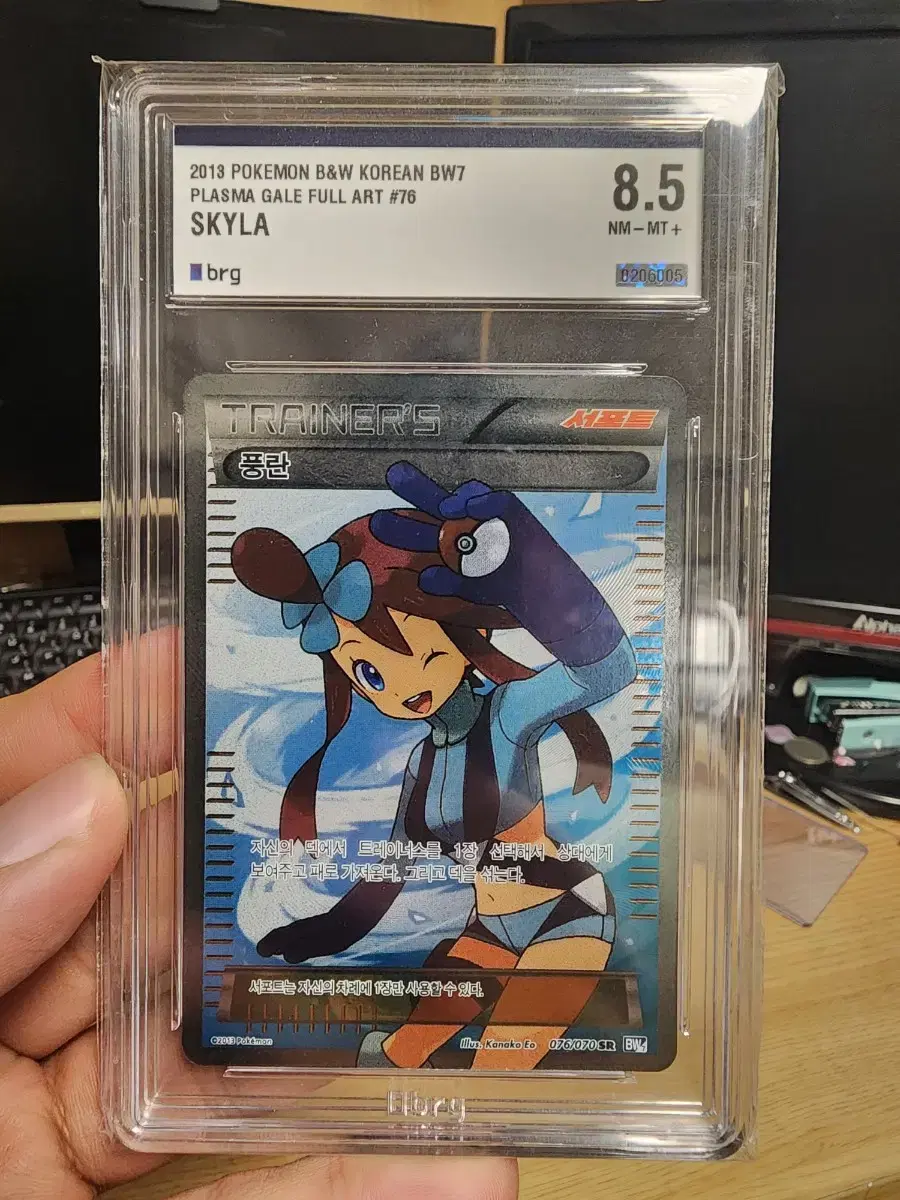 2013 POKEMON B&W KOREAN BW7
PLASMA GALE FULL ART #76
SKYLA
8.5
NM-MT+
brg
0206005
TRAINER'S
서포트
풍란
자신의 덱에서 트레이너스를 1장 선택해서 상대에게
보여주고 패로 가져온다. 그리고 덱을 섞는다.
서포트는 자신의 차례에 1장만 사용할 수 있다.
©2013 Pokémon
Illus. Kanako Eo 076/070 SR BW7
brg